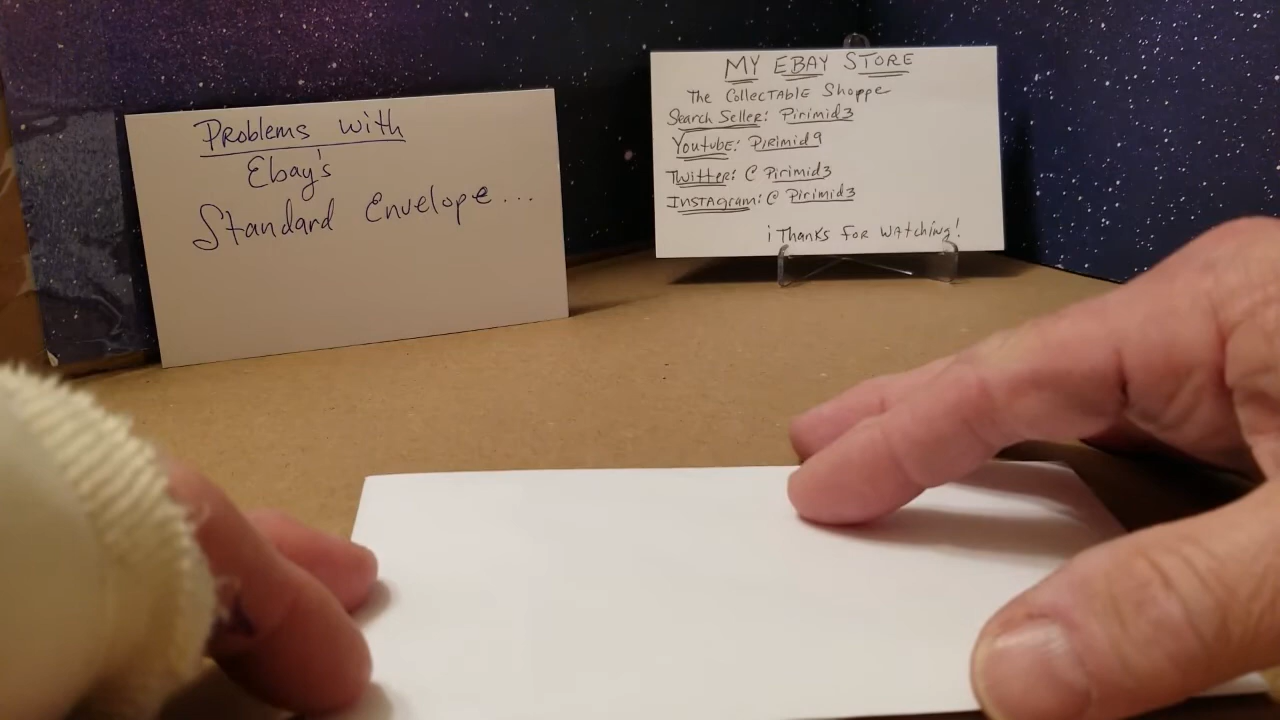 Problems with
Ebay's
Standard Envelope...
MY EBAY STORE
The CollecTABle Shoppe
Search Seller: Pirimid3
Youtube: Pirimid9
Twitter: @ Pirimid3
INSTAgram: @ Pirimid3
¡Thanks for watching!